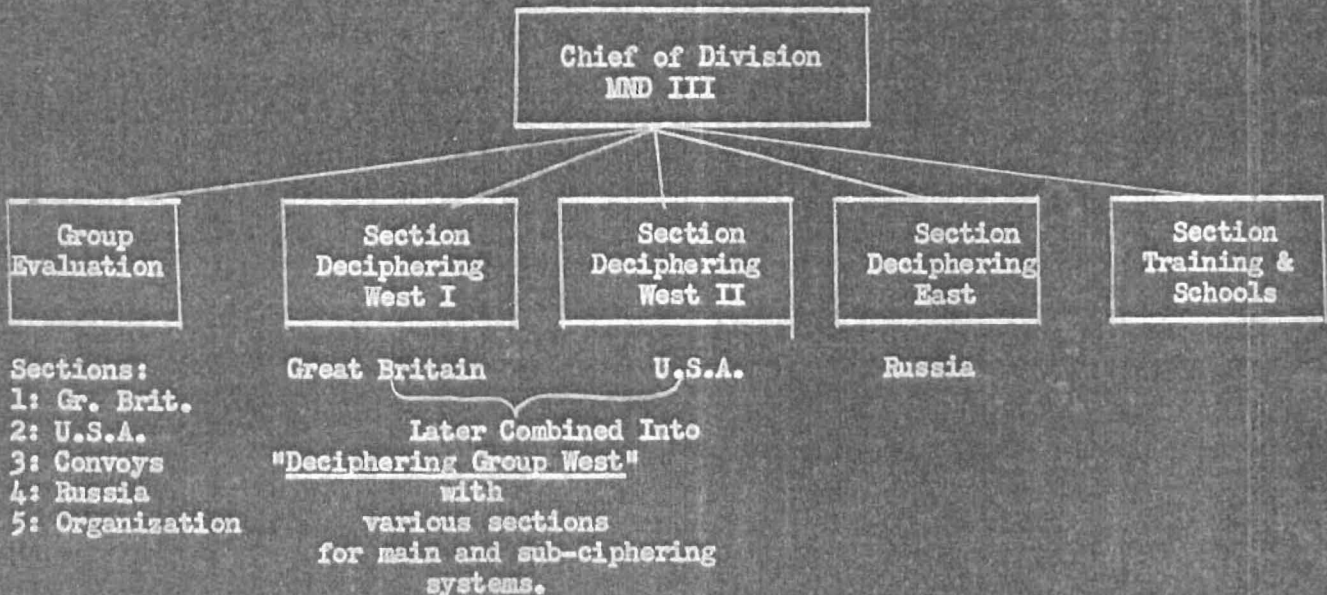 Chief of Division
MND III
Group
Evaluation
Section
Deciphering
West I
Section
Deciphering
West II
Section
Deciphering
East
Section
Training &
Schools
Sections:
1: Gr. Brit.
2: U.S.A.
3: Convoys
4: Russia
5: Organization
Great Britain
U.S.A.
Later Combined Into
"Deciphering Group West"
with
various sections
for main and sub-ciphering
systems.
Russia